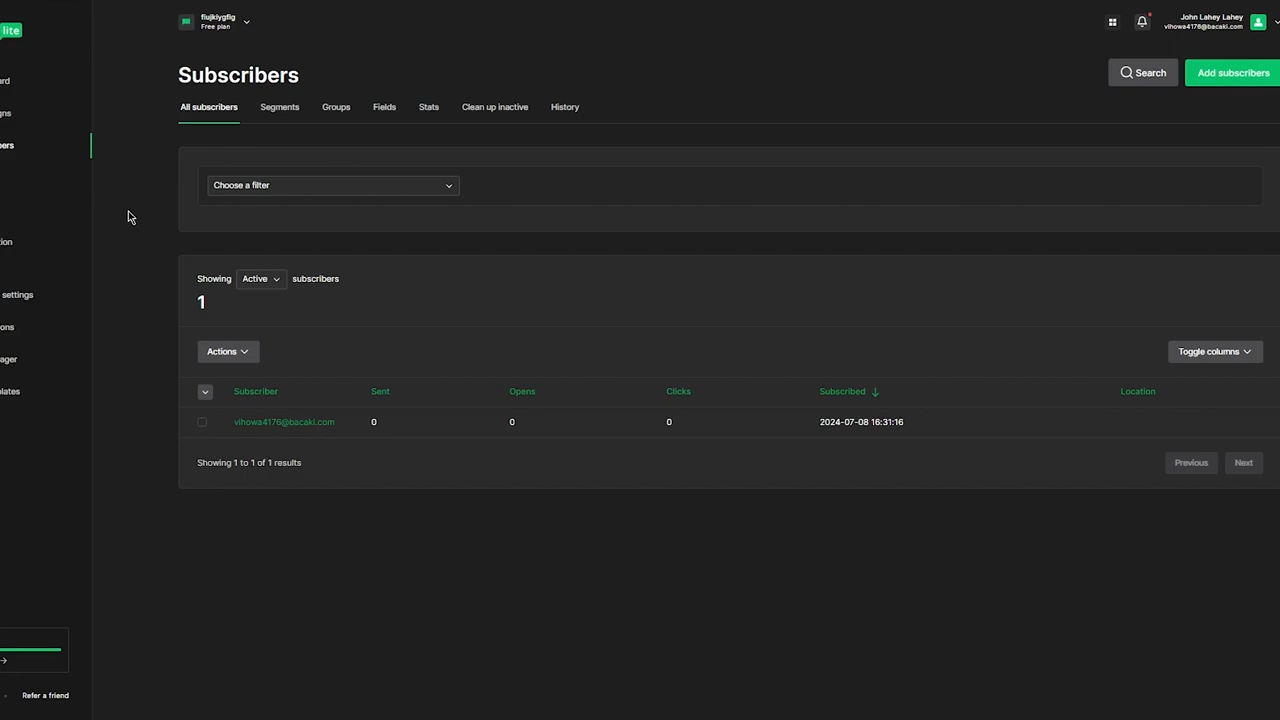 lite
fiujklygfig
Free plan
John Lahey Lahey
vihowa4176@bacaki.com
Subscribers
Search
Add subscribers
All subscribers Segments Groups Fields Stats Clean up inactive History
Choose a filter
Showing Active subscribers
1
Actions
Toggle columns
Subscriber Sent Opens Clicks Subscribed Location
vihowa4176@bacaki.com 0 0 0 2024-07-08 16:31:16
Showing 1 to 1 of 1 results
Previous Next
rd
gns
bers
tion
settings
ons
ager
plates
Refer a friend